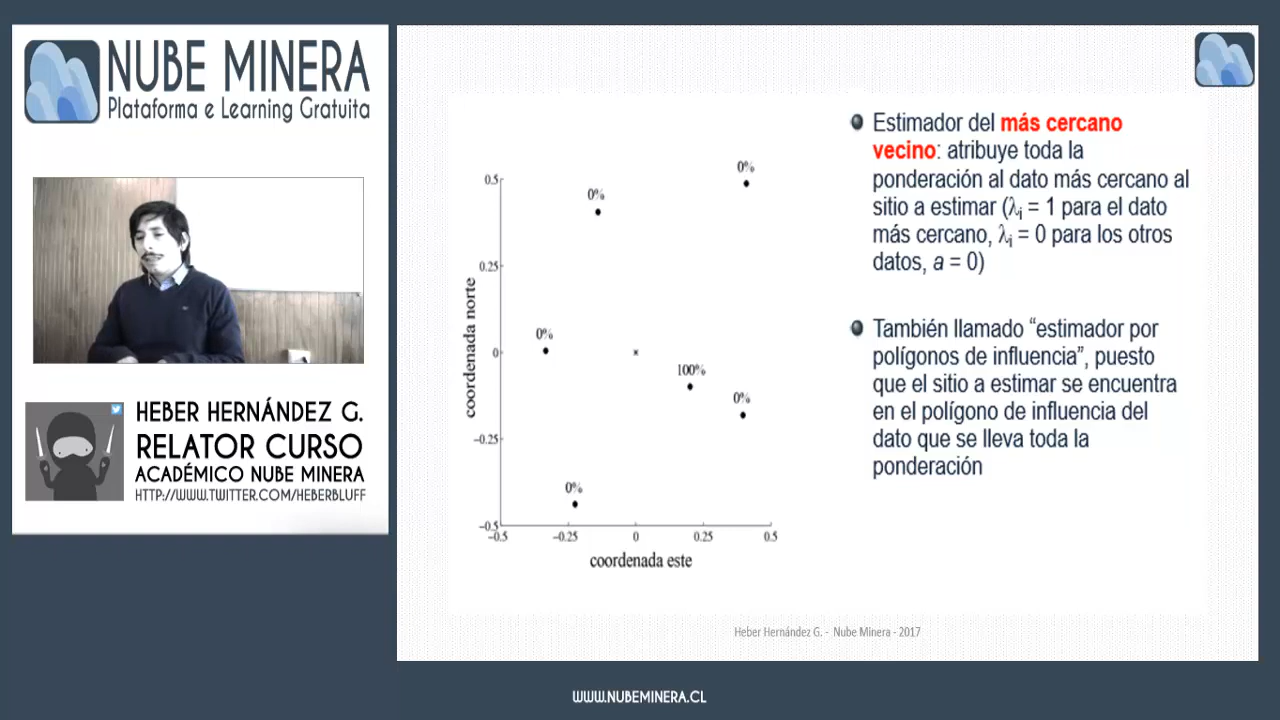 NUBE MINERA
Plataforma e Learning Gratuita
HEBER HERNÁNDEZ G.
RELATOR CURSO
ACADÉMICO NUBE MINERA
HTTP://WWW.TWITTER.COM/HEBERBLUFF
0%
0.5
0%
0.25
coordenada norte
0%
0
100%
0%
-0.25
0%
-0.5
-0.5 -0.25 0 0.25 0.5
coordenada este
Estimador del más cercano
vecino: atribuye toda la
ponderación al dato más cercano al
sitio a estimar (λi = 1 para el dato
más cercano, λi = 0 para los otros
datos, a = 0)
También llamado “estimador por
polígonos de influencia”, puesto
que el sitio a estimar se encuentra
en el polígono de influencia del
dato que se lleva toda la
ponderación
Heber Hernández G. - Nube Minera - 2017
WWW.NUBEMINERA.CL